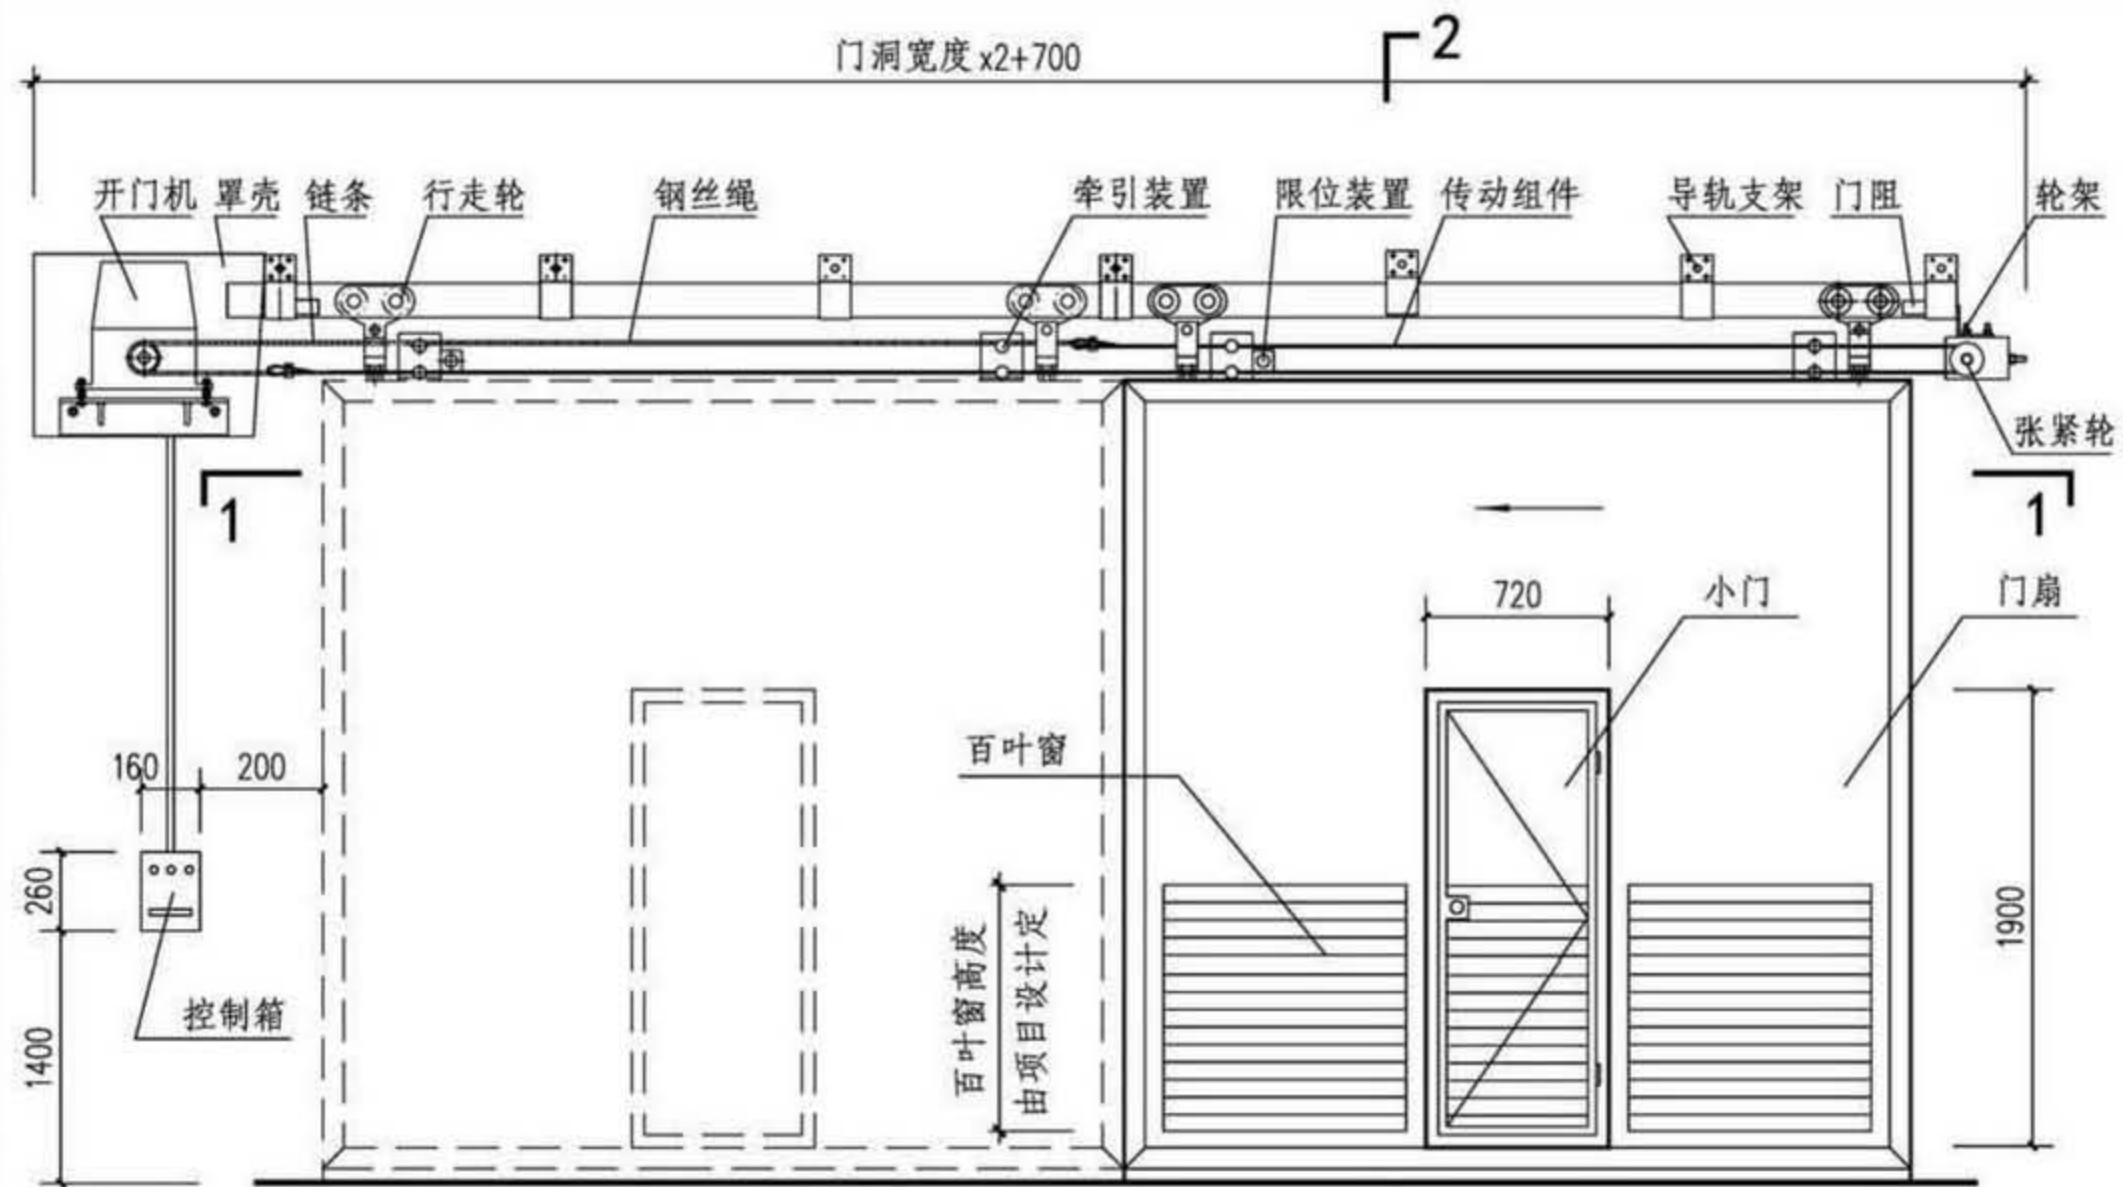 门洞宽度x2+700
2
开门机
罩壳
链条
行走轮
钢丝绳
牵引装置
限位装置
传动组件
导轨支架
门阻
轮架
张紧轮
1
1
720
小门
门扇
百叶窗
160
200
260
1900
百叶窗高度
由项目设计定
控制箱
1400